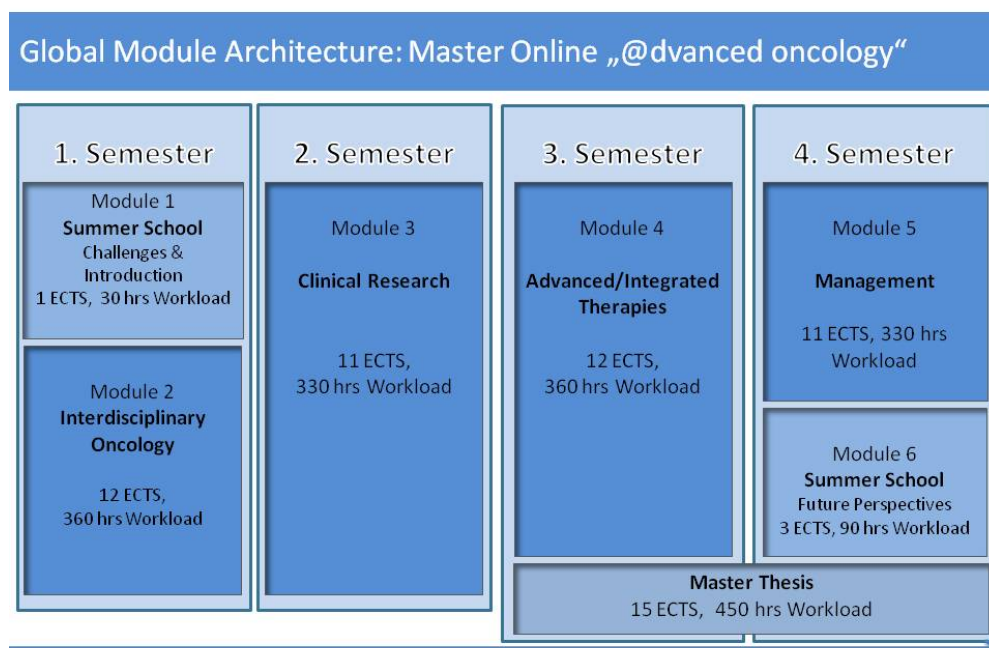 Global Module Architecture: Master Online „@dvanced oncology“
1. Semester
Module 1
Summer School
Challenges &
Introduction
1 ECTS, 30 hrs Workload
Module 2
Interdisciplinary
Oncology
12 ECTS,
360 hrs Workload
2. Semester
Module 3
Clinical Research
11 ECTS,
330 hrs Workload
3. Semester
Module 4
Advanced/Integrated
Therapies
12 ECTS,
360 hrs Workload
4. Semester
Module 5
Management
11 ECTS, 330 hrs
Workload
Module 6
Summer School
Future Perspectives
3 ECTS, 90 hrs Workload
Master Thesis
15 ECTS, 450 hrs Workload